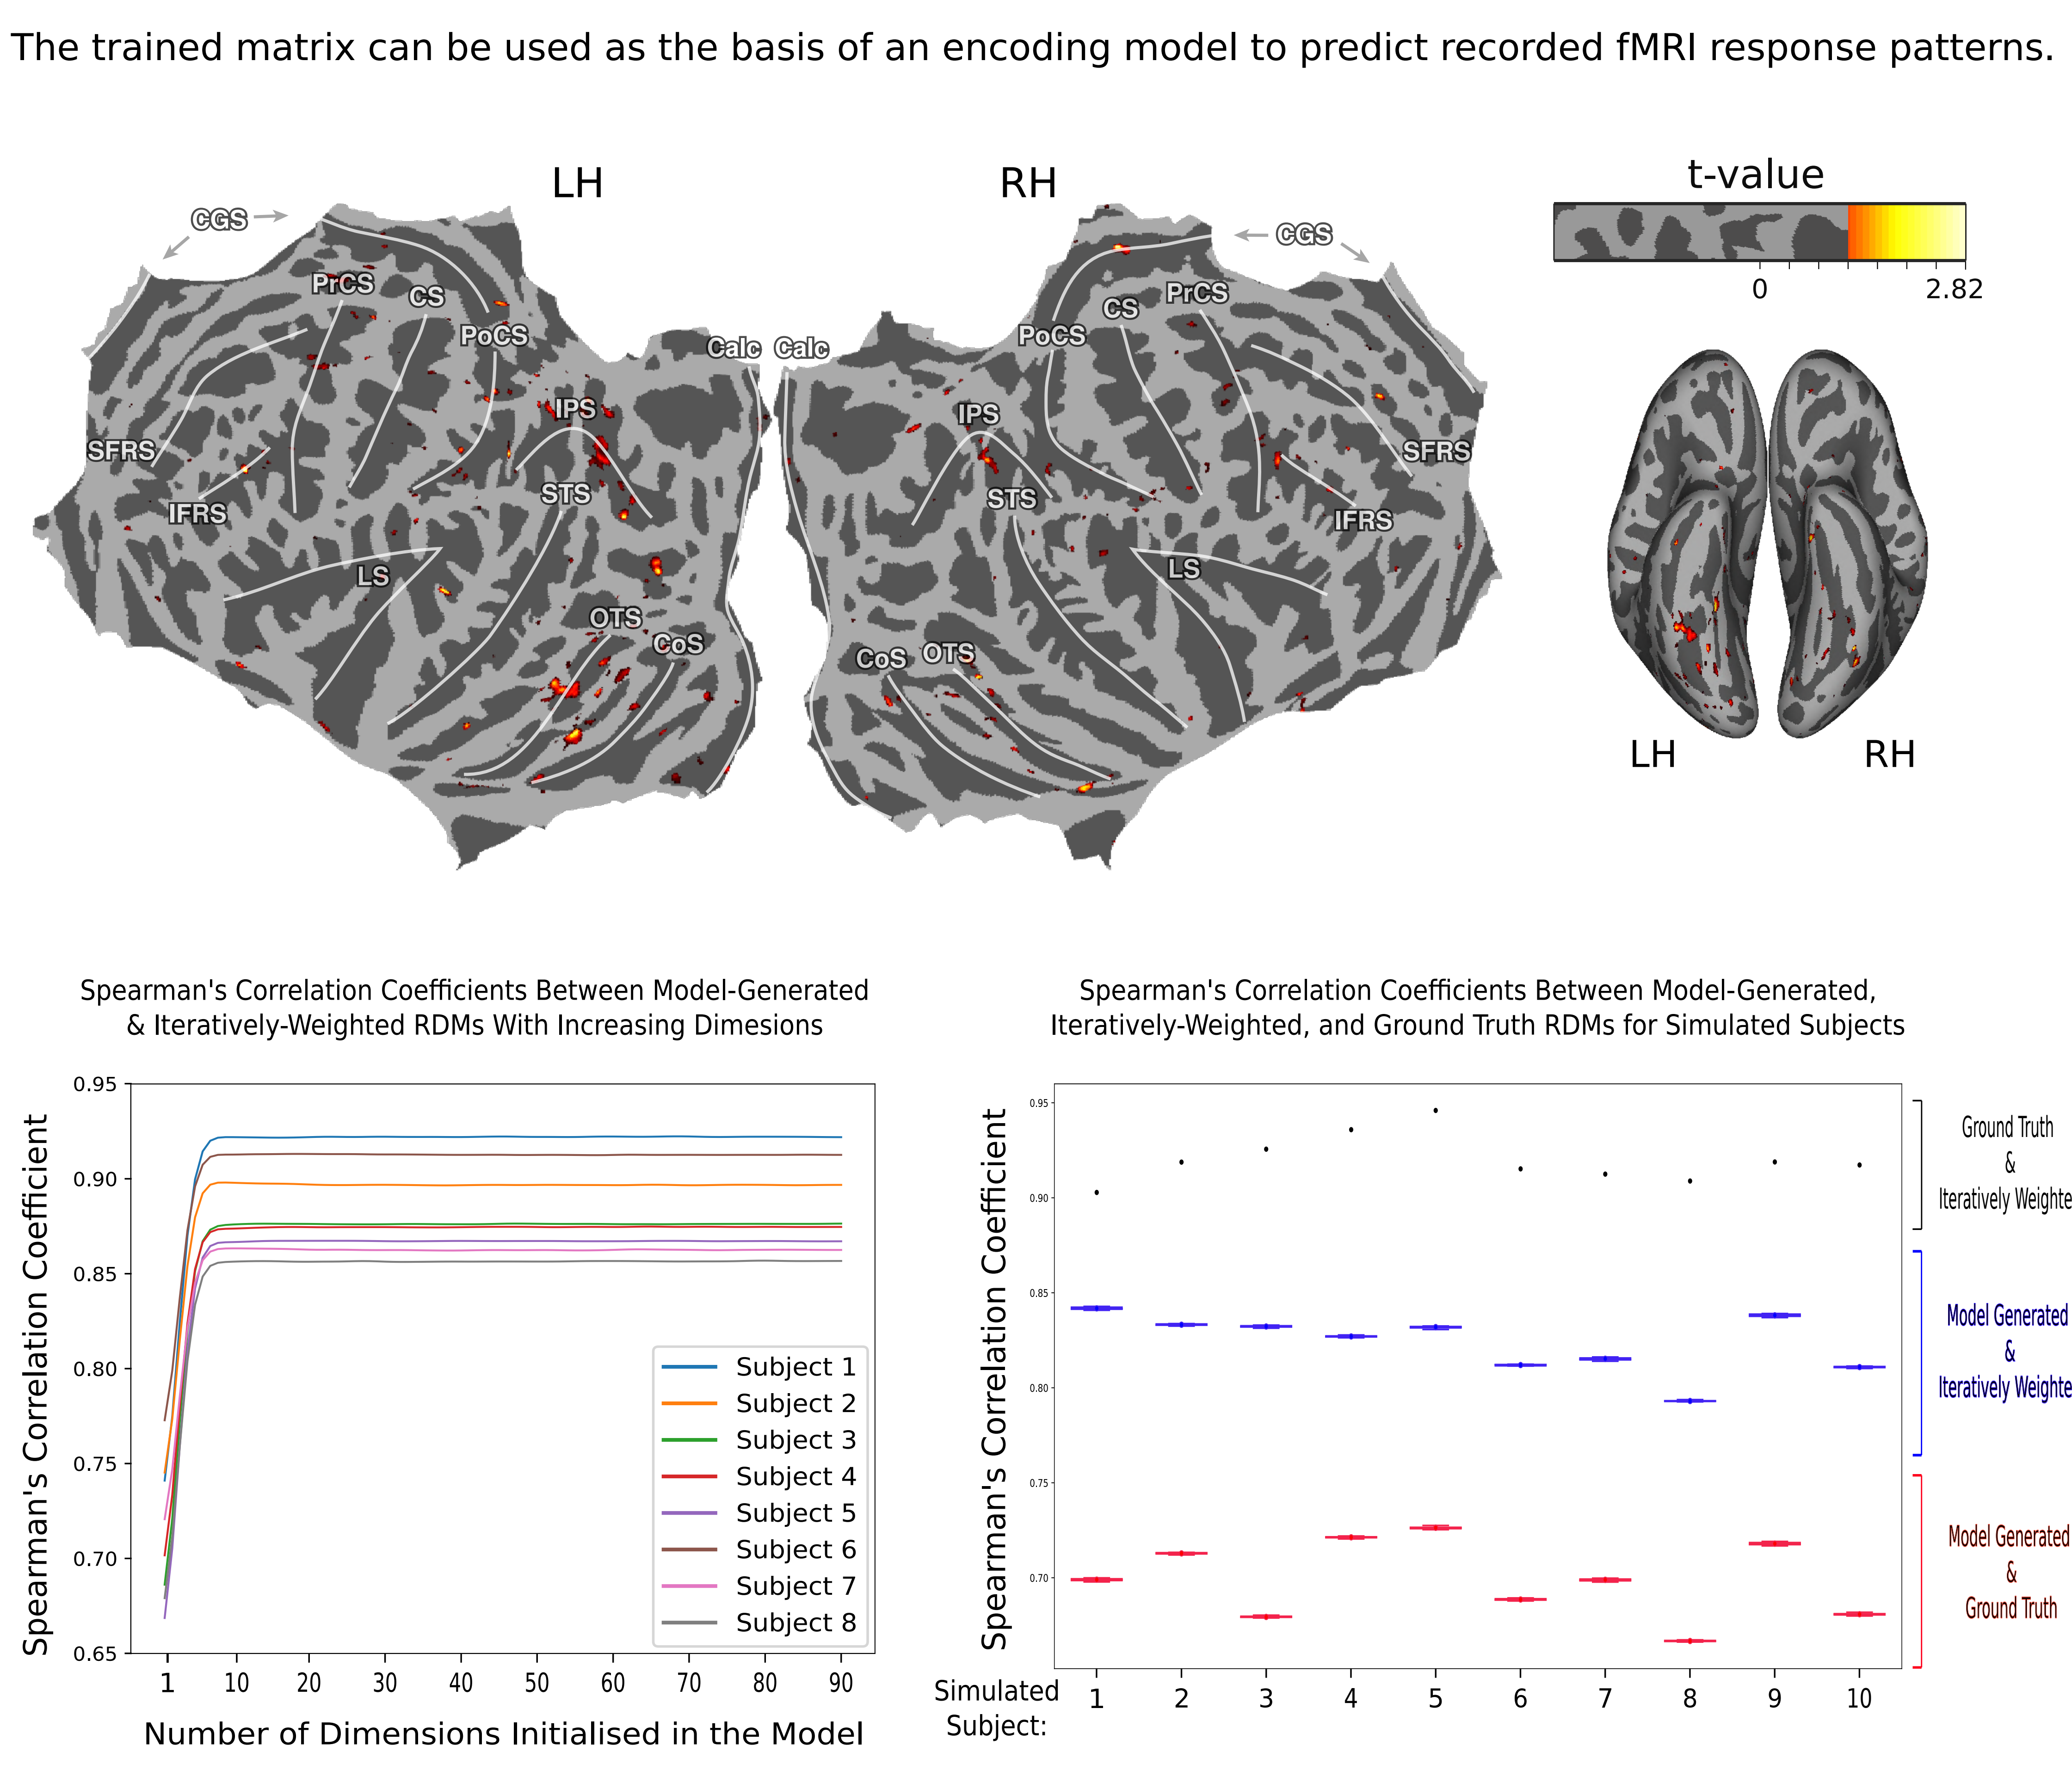 The trained matrix can be used as the basis of an encoding model to predict recorded fMRI response patterns.
LH
RH
t-value
0
2.82
CGS
PrCS
CS
PoCS
Calc
IPS
SFRS
STS
IFRS
LS
OTS
CoS
CGS
PrCS
CS
PoCS
Calc
IPS
SFRS
STS
IFRS
LS
CoS
OTS
LH
RH
Spearman's Correlation Coefficients Between Model-Generated
& Iteratively-Weighted RDMs With Increasing Dimesions
Spearman's Correlation Coefficient
0.95
0.90
0.85
0.80
0.75
0.70
0.65
Subject 1
Subject 2
Subject 3
Subject 4
Subject 5
Subject 6
Subject 7
Subject 8
1 10 20 30 40 50 60 70 80 90
Number of Dimensions Initialised in the Model
Spearman's Correlation Coefficients Between Model-Generated,
Iteratively-Weighted, and Ground Truth RDMs for Simulated Subjects
Spearman's Correlation Coefficient
0.95
0.90
0.85
0.80
0.75
0.70
Ground Truth
&
Iteratively Weighte
Model Generated
&
Iteratively Weighte
Model Generated
&
Ground Truth
Simulated
Subject:
1 2 3 4 5 6 7 8 9 10